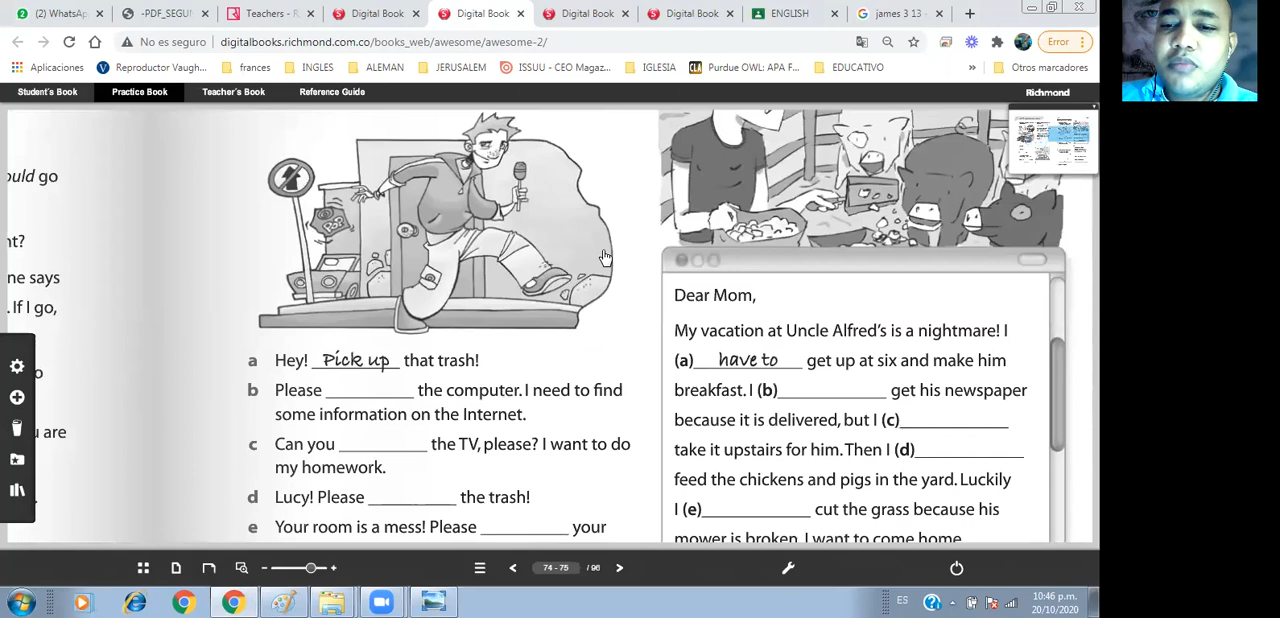 (2) WhatsAp
-PDF_SEGU
Teachers - R
Digital Book
Digital Book
Digital Book
Digital Book
ENGLISH
james 3 13 -
No es seguro
digitalbooks.richmond.com.co/books_web/awesome/awesome-2/
Error
Aplicaciones
Reproductor Vaugh...
frances
INGLES
ALEMAN
JERUSALEM
ISSUU - CEO Magaz...
IGLESIA
Purdue OWL: APA F...
EDUCATIVO
»
Otros marcadores
Student's Book
Practice Book
Teacher's Book
Reference Guide
Richmond
ould go
nt?
ne says
. If I go,
o
u are
a Hey! Pick up that trash!
b Please __________ the computer. I need to find
some information on the Internet.
c Can you __________ the TV, please? I want to do
my homework.
d Lucy! Please __________ the trash!
e Your room is a mess! Please __________ your
Dear Mom,
My vacation at Uncle Alfred's is a nightmare! I
(a) have to get up at six and make him
breakfast. I (b)____________ get his newspaper
because it is delivered, but I (c)____________
take it upstairs for him. Then I (d)____________
feed the chickens and pigs in the yard. Luckily
I (e)____________ cut the grass because his
mower is broken. I want to come home
74 - 75 / 96
ES
10:46 p.m.
20/10/2020